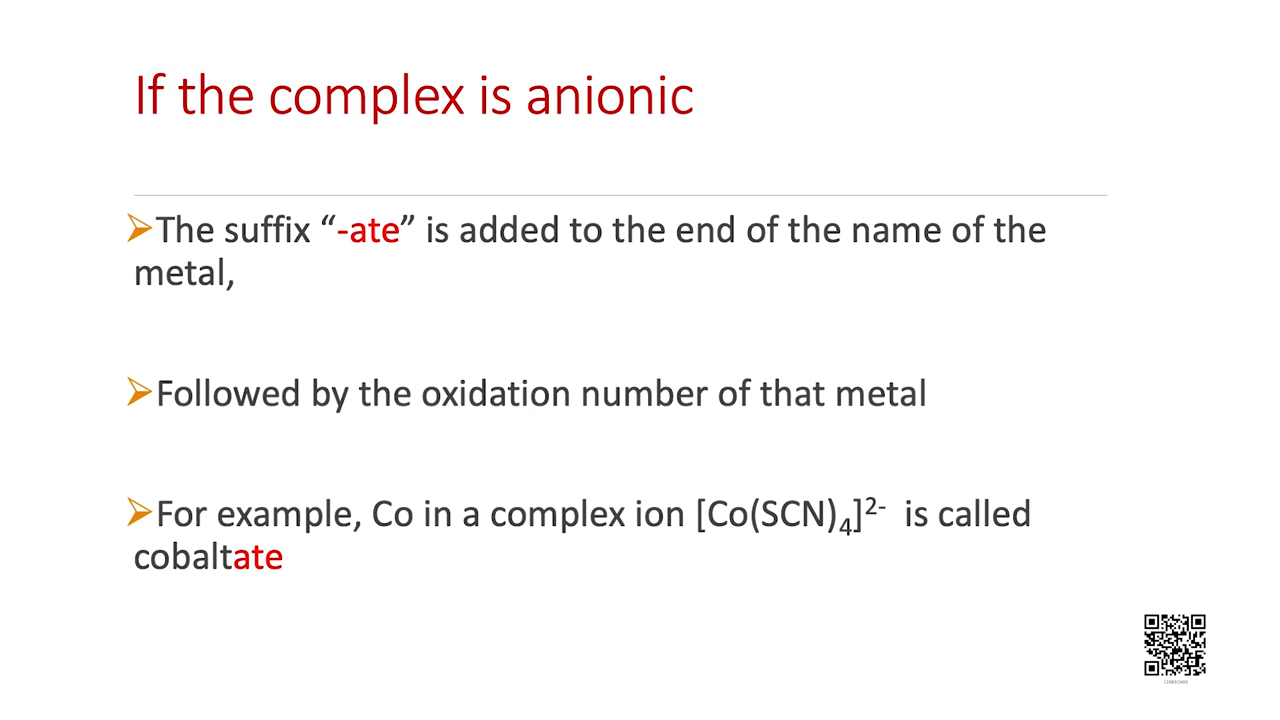 If the complex is anionic
➢The suffix “-ate” is added to the end of the name of the
metal,
➢Followed by the oxidation number of that metal
➢For example, Co in a complex ion [Co(SCN)₄]²⁻ is called
cobaltate